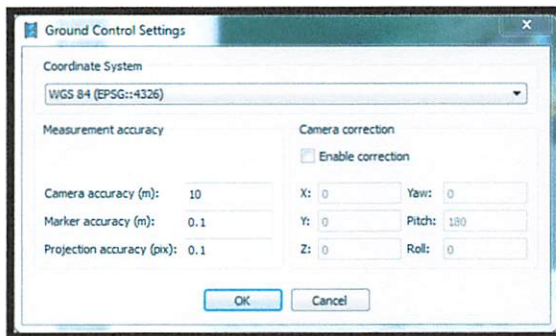 Ground Control Settings
Coordinate System
WGS 84 (EPSG::4326)
Measurement accuracy
Camera accuracy (m): 10
Marker accuracy (m): 0.1
Projection accuracy (pix): 0.1
Camera correction
Enable correction
X: 0 Yaw: 0
Y: 0 Pitch: 180
Z: 0 Roll: 0
OK Cancel